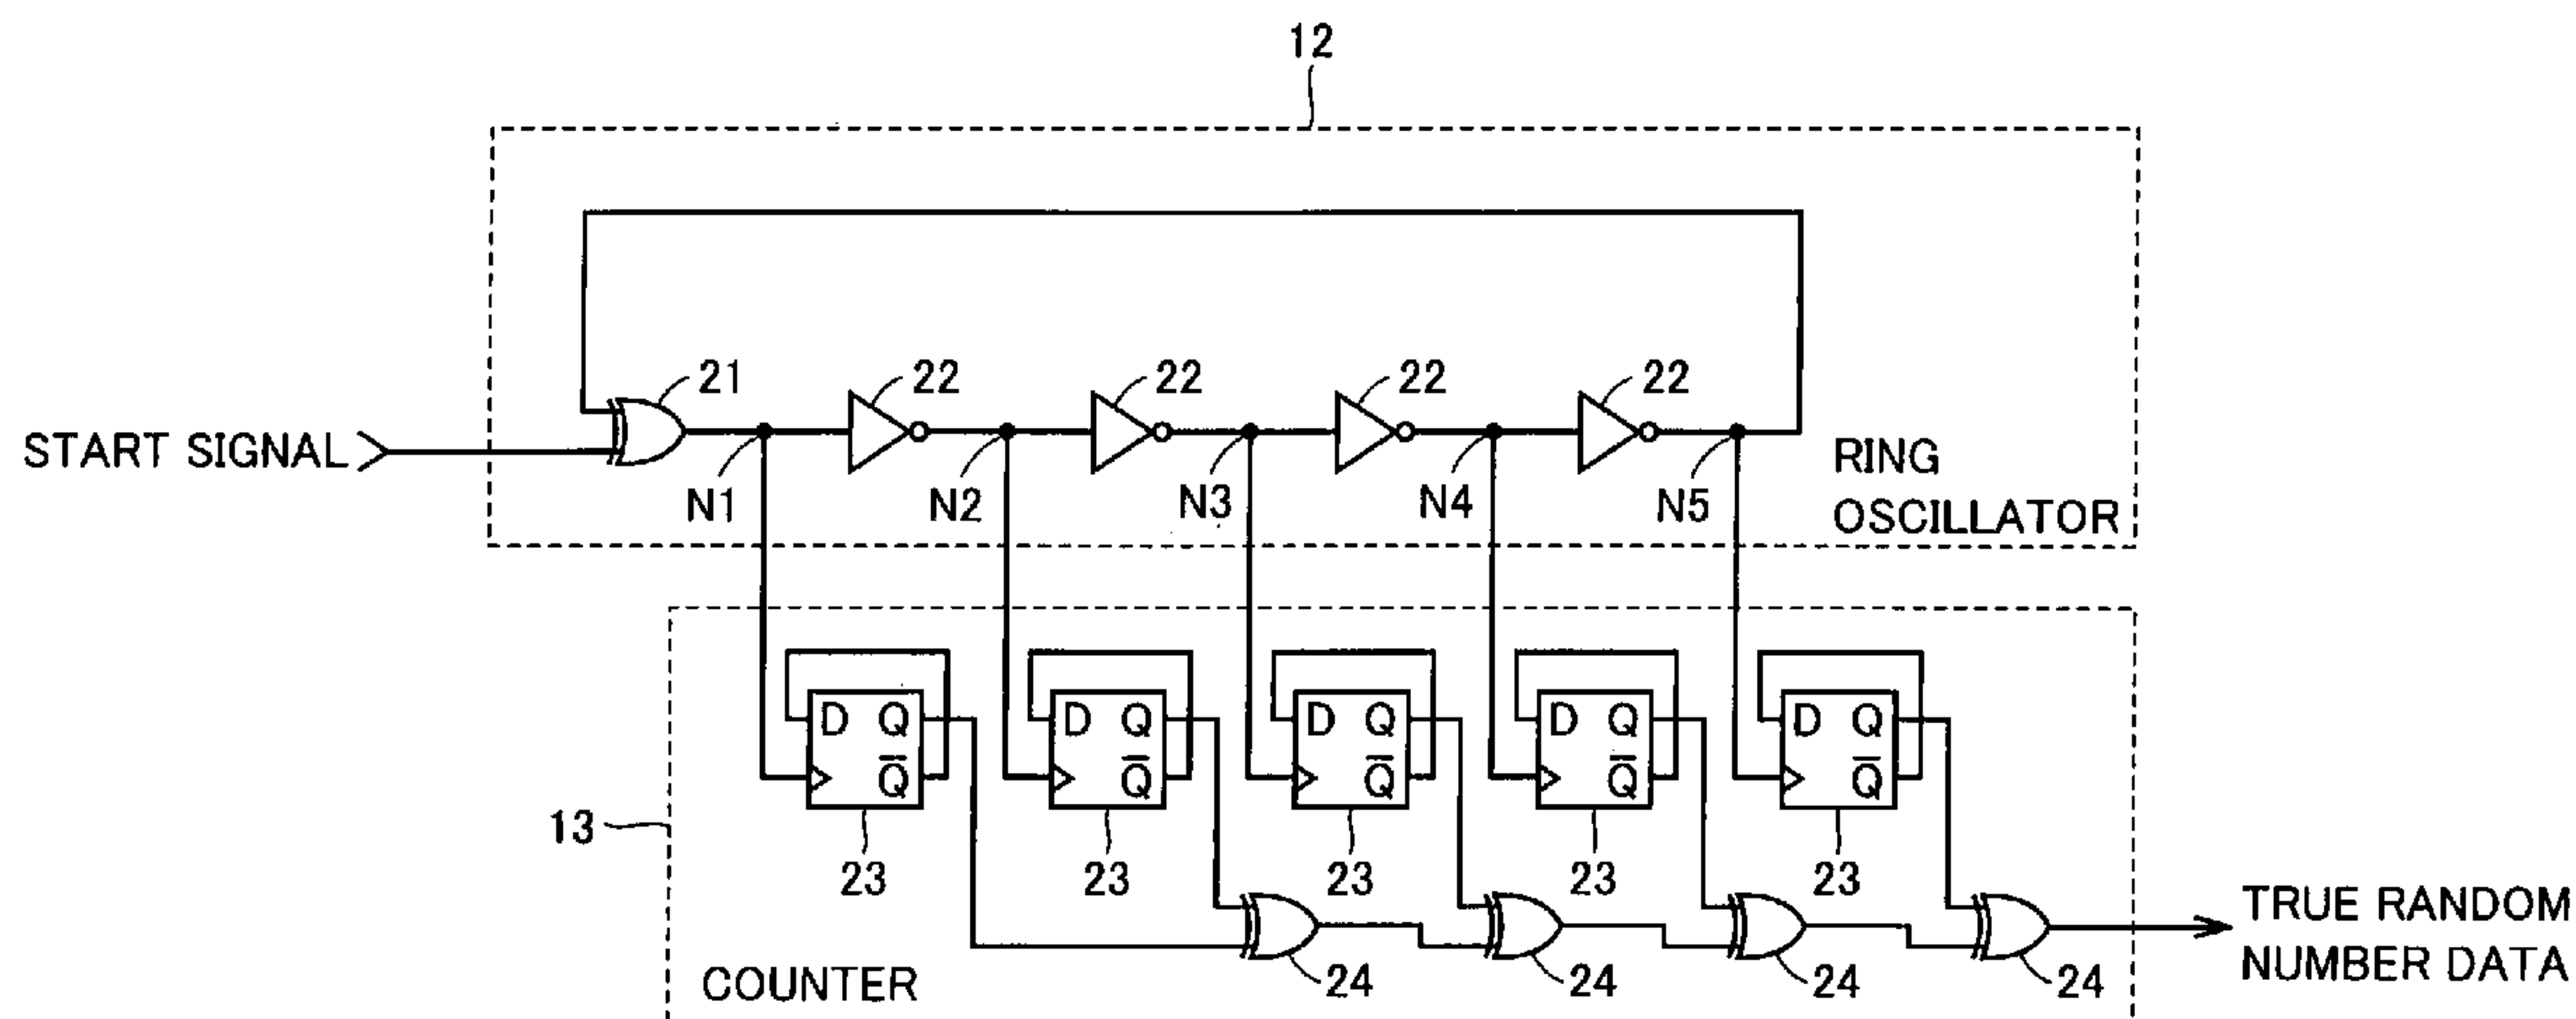 12
21
22
22
22
22
START SIGNAL
N1
N2
N3
N4
N5
RING
OSCILLATOR
D Q
Q̅
D Q
Q̅
D Q
Q̅
D Q
Q̅
D Q
Q̅
13
23
23
23
23
23
24
24
24
24
COUNTER
TRUE RANDOM
NUMBER DATA